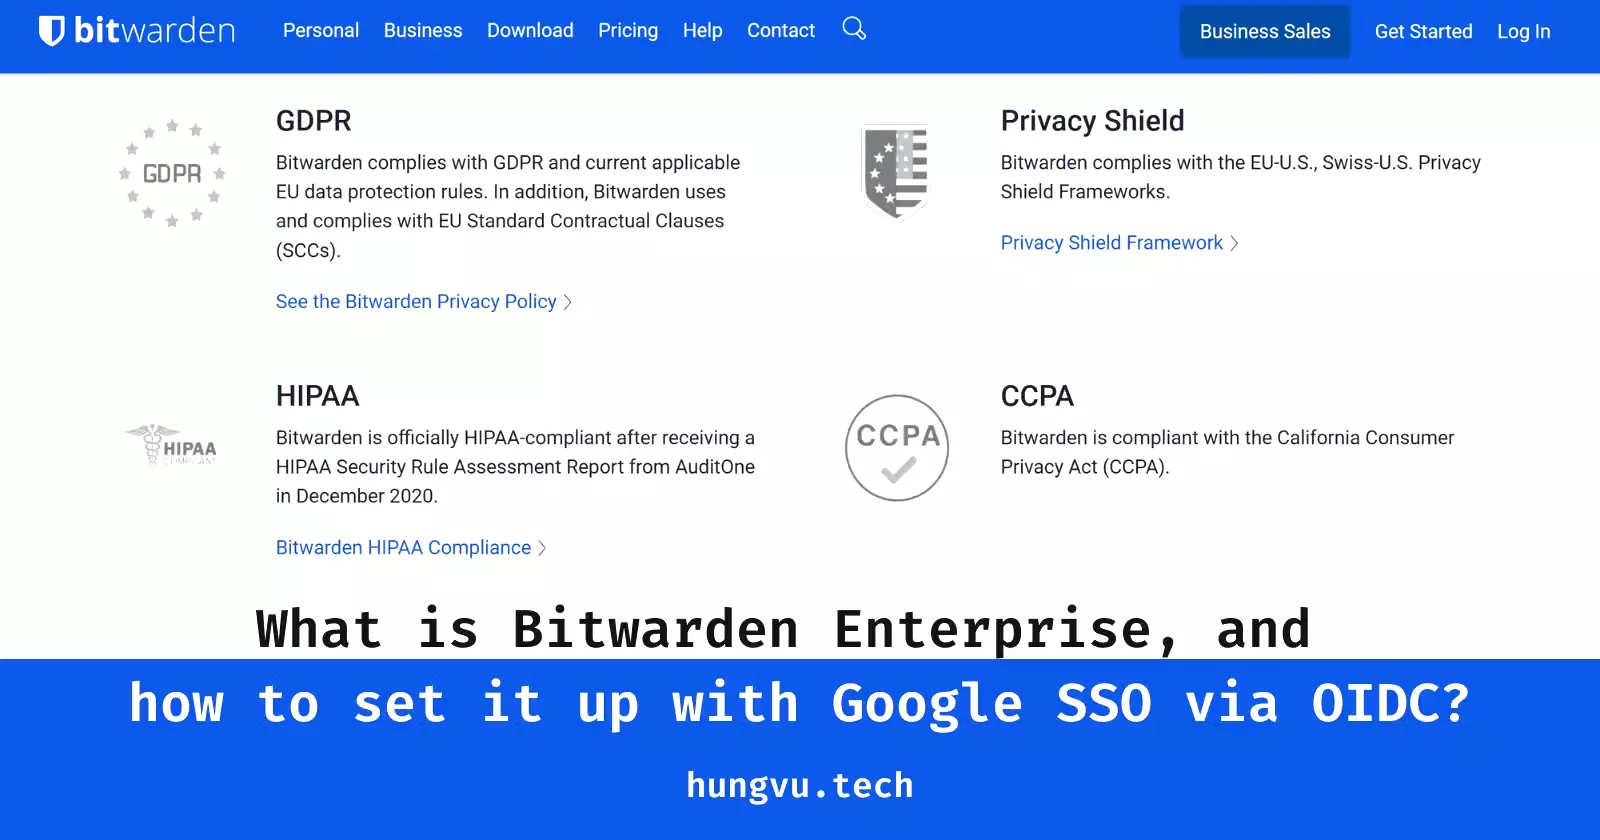 bitwarden Personal Business Download Pricing Help Contact Business Sales Get Started Log In
GDPR
GDPR
Bitwarden complies with GDPR and current applicable
EU data protection rules. In addition, Bitwarden uses
and complies with EU Standard Contractual Clauses
(SCCs).
See the Bitwarden Privacy Policy
Privacy Shield
Bitwarden complies with the EU-U.S., Swiss-U.S. Privacy
Shield Frameworks.
Privacy Shield Framework
HIPAA
COMPLIANT
HIPAA
Bitwarden is officially HIPAA-compliant after receiving a
HIPAA Security Rule Assessment Report from AuditOne
in December 2020.
Bitwarden HIPAA Compliance
CCPA
CCPA
Bitwarden is compliant with the California Consumer
Privacy Act (CCPA).
What is Bitwarden Enterprise, and
how to set it up with Google SSO via OIDC?
hungvu.tech